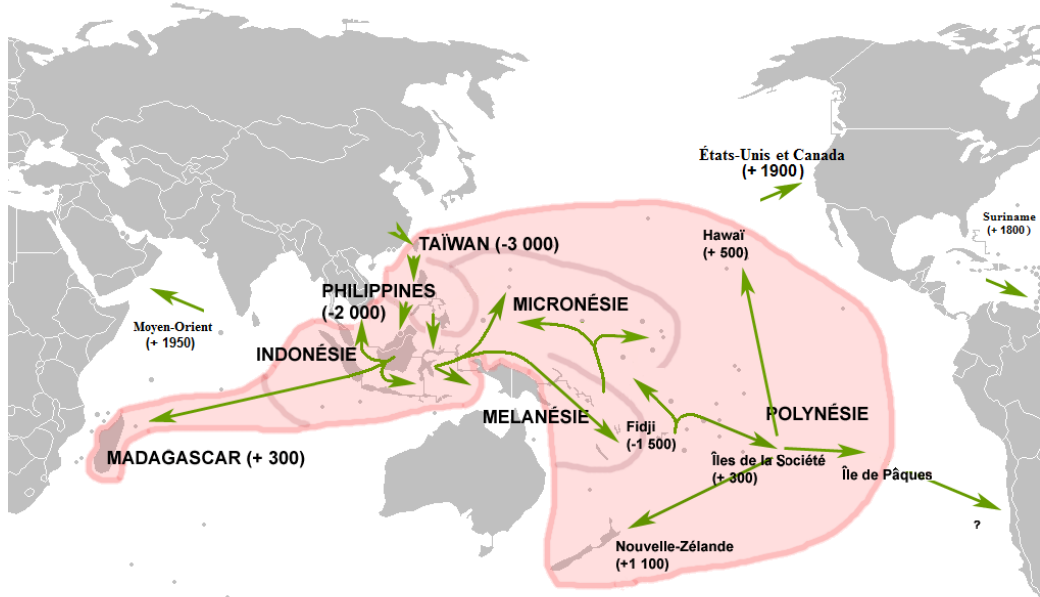 États-Unis et Canada
(+ 1900)
Suriname
(+ 1800)
TAÏWAN (-3 000)
Hawaï
(+ 500)
PHILIPPINES
(-2 000)
MICRONÉSIE
Moyen-Orient
(+ 1950)
INDONÉSIE
MELANÉSIE
POLYNÉSIE
Fidji
(-1 500)
MADAGASCAR (+ 300)
Îles de la Société
(+ 300)
Île de Pâques
?
Nouvelle-Zélande
(+1 100)